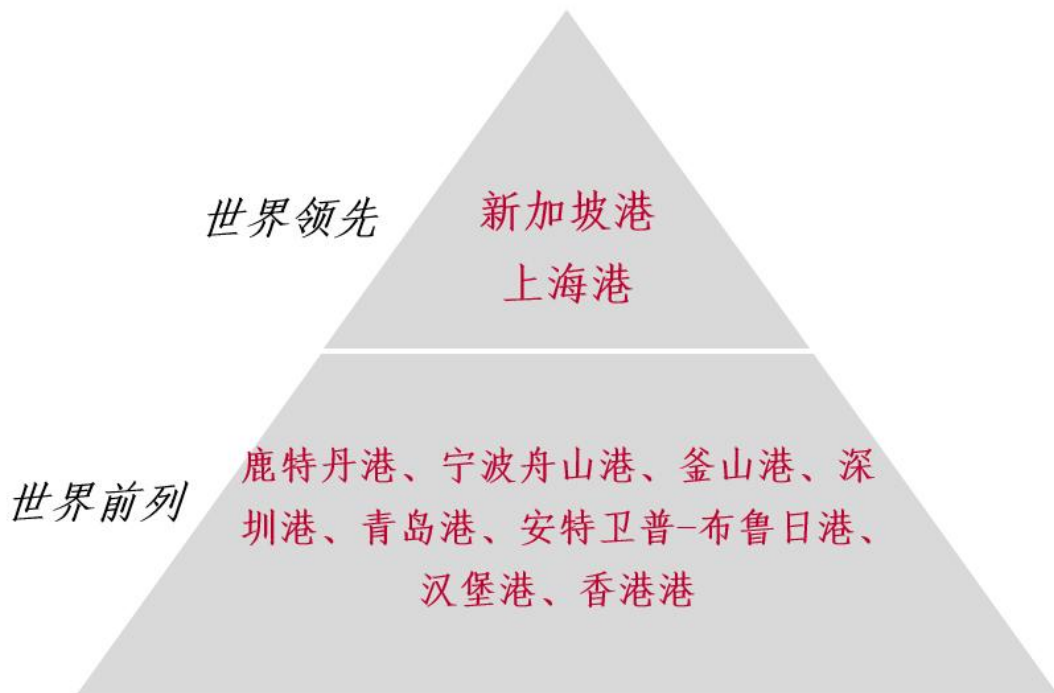 世界领先
新加坡港
上海港
世界前列
鹿特丹港、宁波舟山港、釜山港、深
圳港、青岛港、安特卫普-布鲁日港、
汉堡港、香港港